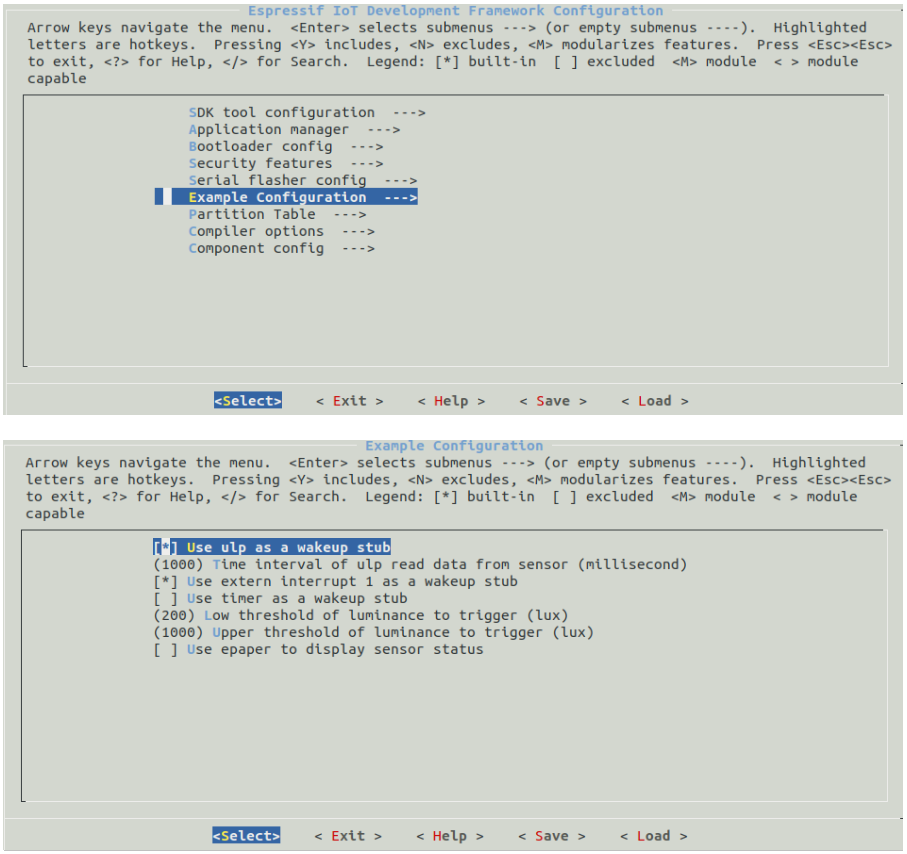 Espressif IoT Development Framework Configuration
Arrow keys navigate the menu.  <Enter> selects submenus ---> (or empty submenus ----).  Highlighted
letters are hotkeys.  Pressing <Y> includes, <N> excludes, <M> modularizes features.  Press <Esc><Esc>
to exit, <?> for Help, </> for Search.  Legend: [*] built-in  [ ] excluded  <M> module  < > module
capable
SDK tool configuration  --->
Application manager  --->
Bootloader config  --->
Security features  --->
Serial flasher config  --->
Example Configuration  --->
Partition Table  --->
Compiler options  --->
Component config  --->
<Select>    < Exit >    < Help >    < Save >    < Load >
Example Configuration
Arrow keys navigate the menu.  <Enter> selects submenus ---> (or empty submenus ----).  Highlighted
letters are hotkeys.  Pressing <Y> includes, <N> excludes, <M> modularizes features.  Press <Esc><Esc>
to exit, <?> for Help, </> for Search.  Legend: [*] built-in  [ ] excluded  <M> module  < > module
capable
[*] Use ulp as a wakeup stub
(1000) Time interval of ulp read data from sensor (millisecond)
[*] Use extern interrupt 1 as a wakeup stub
[ ] Use timer as a wakeup stub
(200) Low threshold of luminance to trigger (lux)
(1000) Upper threshold of luminance to trigger (lux)
[ ] Use epaper to display sensor status
<Select>    < Exit >    < Help >    < Save >    < Load >